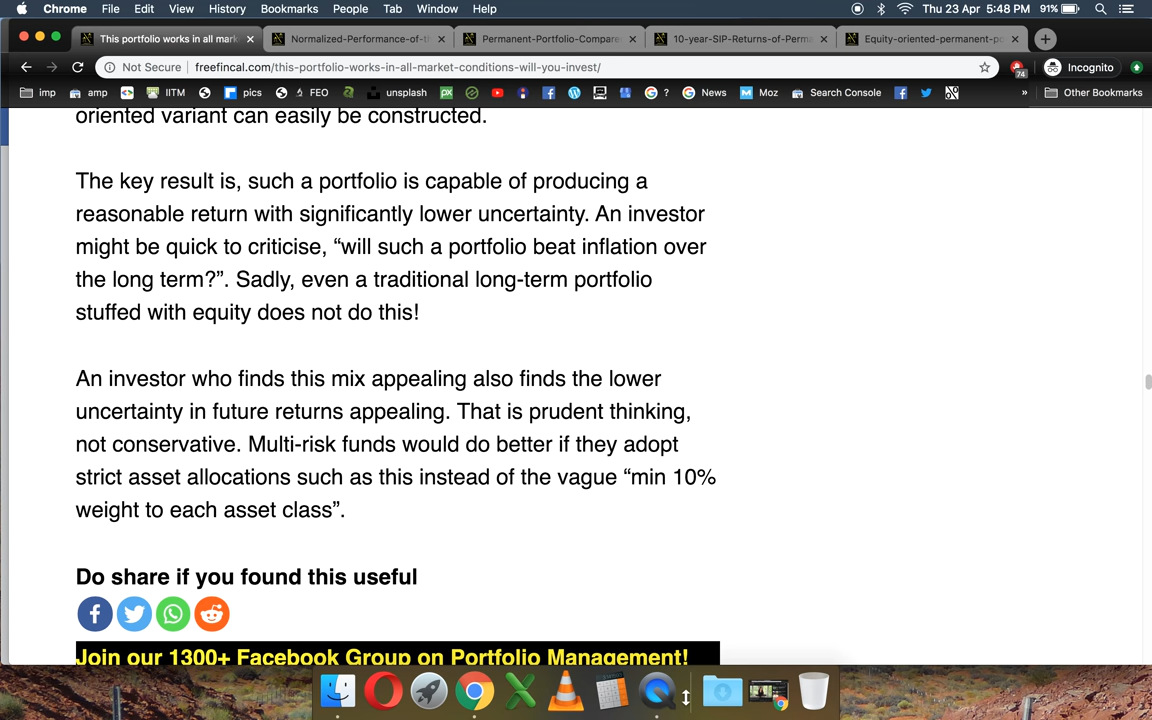 Chrome File Edit View History Bookmarks People Tab Window Help Thu 23 Apr 5:48 PM 91%
This portfolio works in all mar Normalized-Performance-of-t Permanent-Portfolio-Compare 10-year-SIP-Returns-of-Perma Equity-oriented-permanent-po
Not Secure freefincal.com/this-portfolio-works-in-all-market-conditions-will-you-invest/ 74 Incognito
imp amp IITM pics FEO unsplash ? News Moz Search Console » Other Bookmarks
oriented variant can easily be constructed.
The key result is, such a portfolio is capable of producing a
reasonable return with significantly lower uncertainty. An investor
might be quick to criticise, “will such a portfolio beat inflation over
the long term?”. Sadly, even a traditional long-term portfolio
stuffed with equity does not do this!
An investor who finds this mix appealing also finds the lower
uncertainty in future returns appealing. That is prudent thinking,
not conservative. Multi-risk funds would do better if they adopt
strict asset allocations such as this instead of the vague “min 10%
weight to each asset class”.
Do share if you found this useful
Join our 1300+ Facebook Group on Portfolio Management!